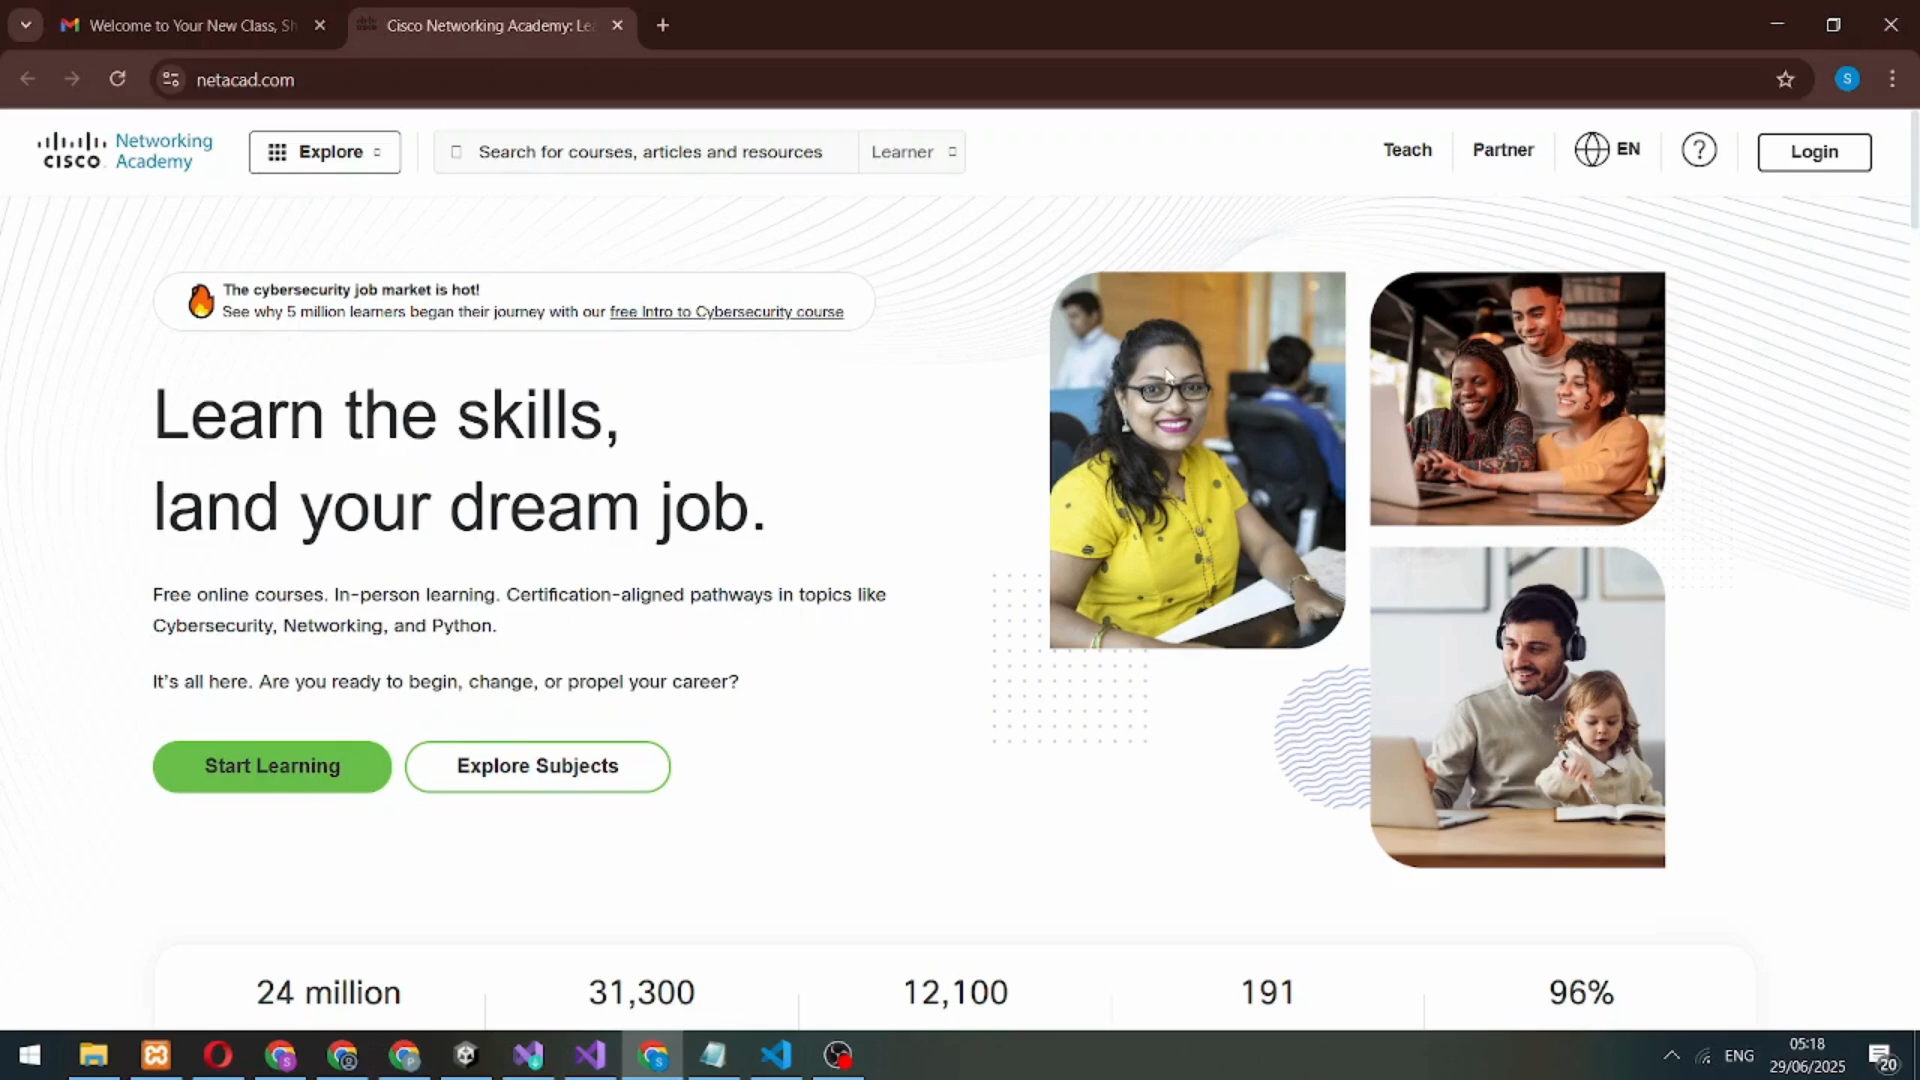 Welcome to Your New Class, Sh
Cisco Networking Academy: Lea
netacad.com
CISCO Networking Academy
Explore
Search for courses, articles and resources
Learner
Teach
Partner
EN
?
Login
S
The cybersecurity job market is hot!
See why 5 million learners began their journey with our free Intro to Cybersecurity course
Learn the skills,
land your dream job.
Free online courses. In-person learning. Certification-aligned pathways in topics like
Cybersecurity, Networking, and Python.
It's all here. Are you ready to begin, change, or propel your career?
Start Learning
Explore Subjects
24 million
31,300
12,100
191
96%
ENG
05:18
29/06/2025
20